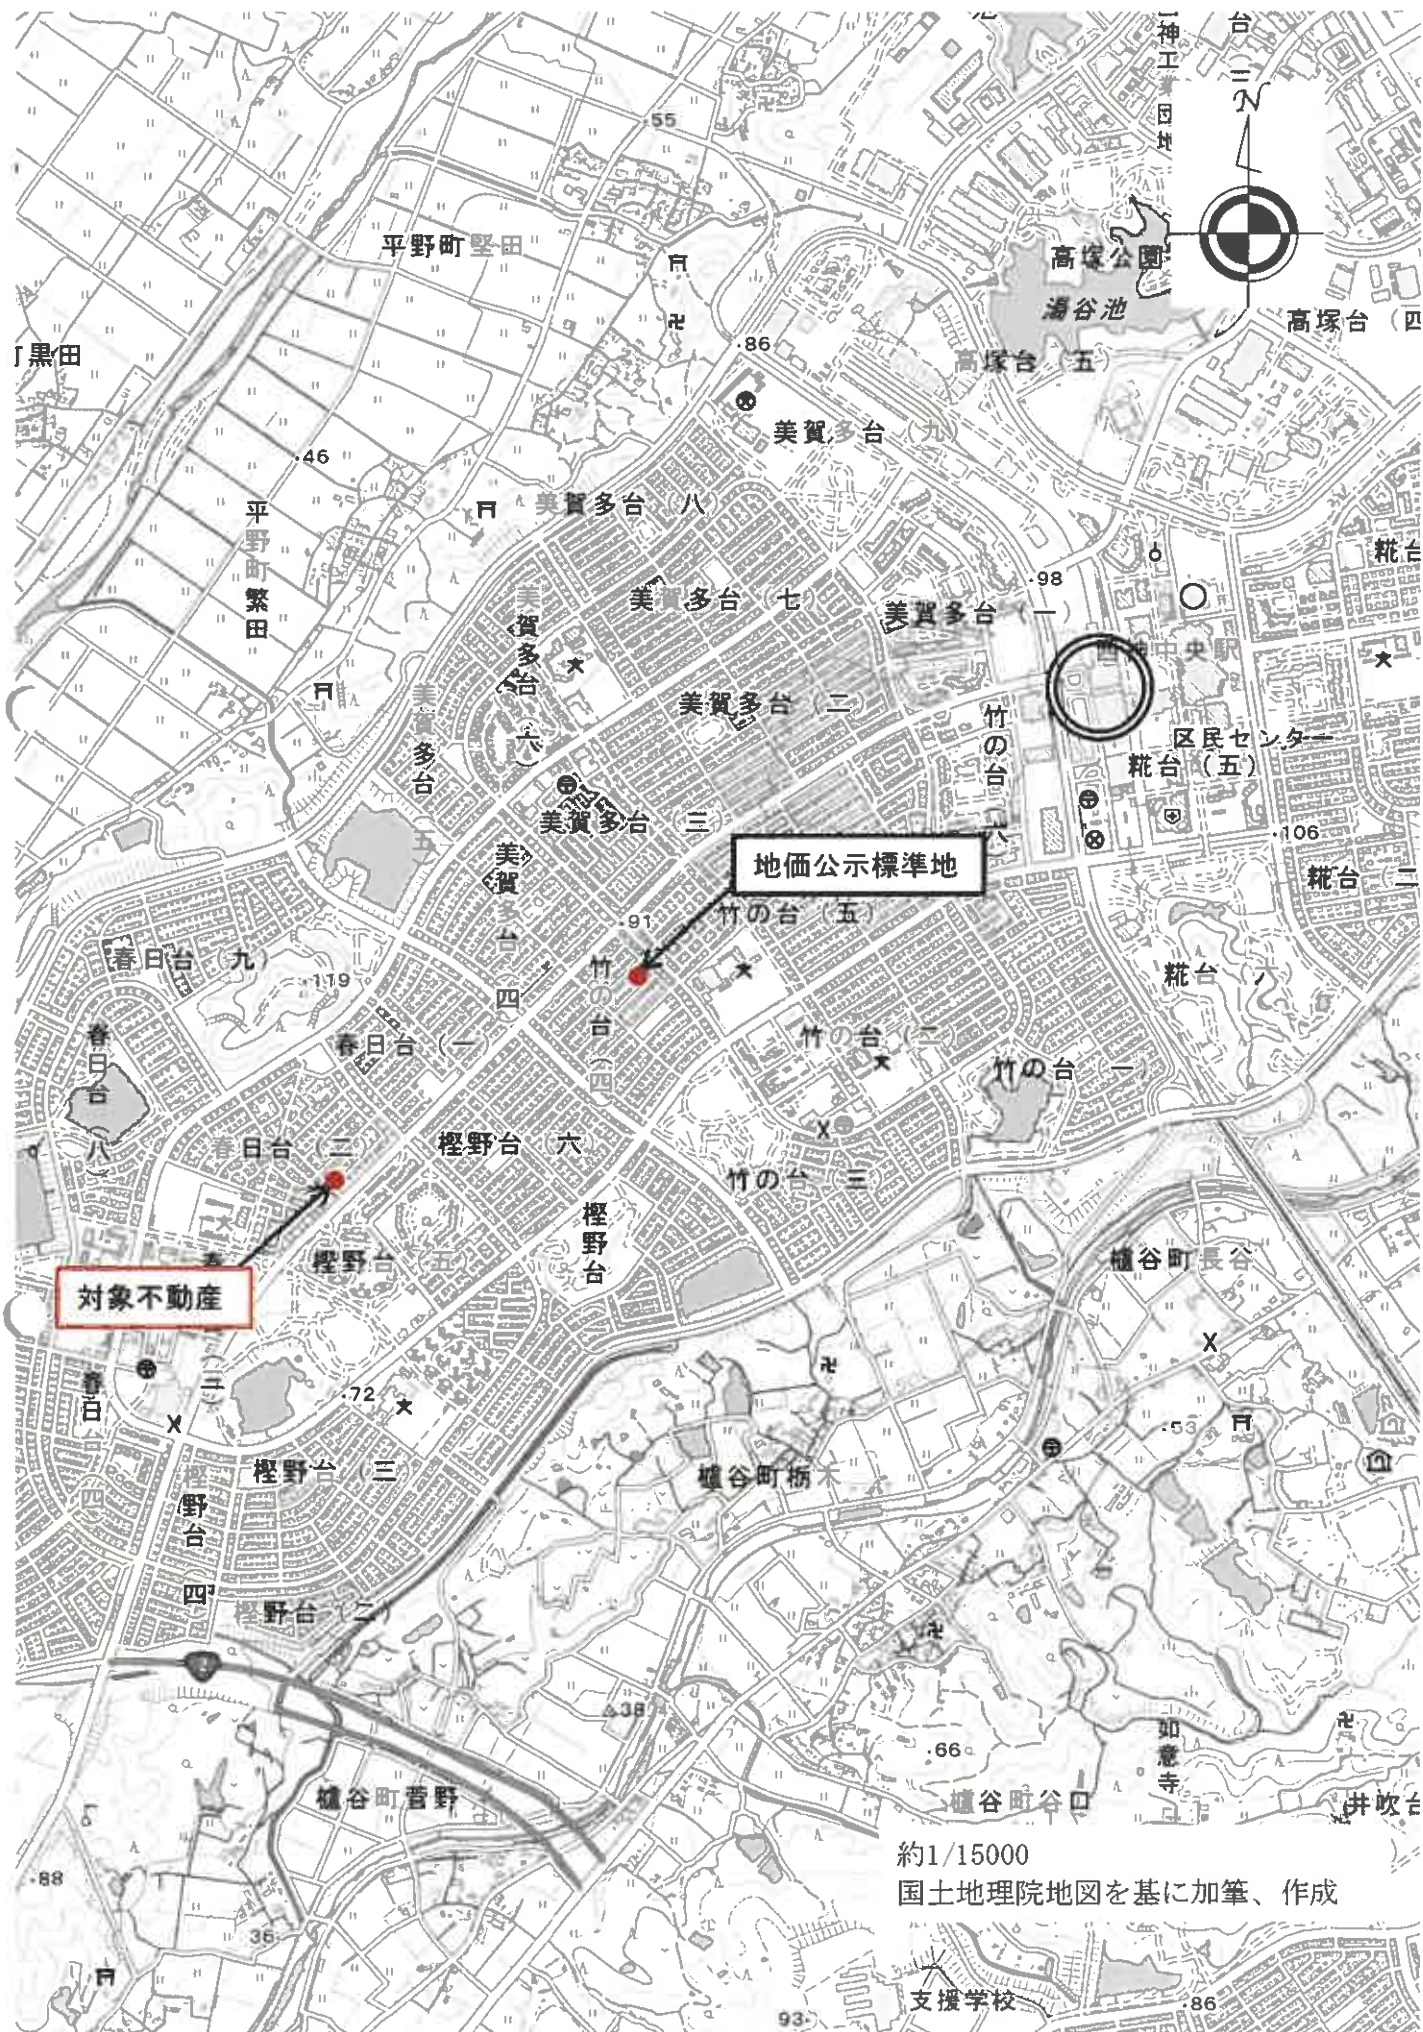 台
三
N
・55
平野町堅田
高塚公園
湯谷池
高塚台(四
黒田
・86
高塚台(五)
美賀多台(九)
・46
美賀多台 八
平野町繁田
糀台
・98
美賀多台 七
美賀多台(一)
美賀多台(六)
西神中央駅
美賀多台(二
美賀多台(五
竹の台(六
区民センター
糀台(五)
美賀多台 三
・106
美賀多台 四
地価公示標準地
糀台 二
竹の台(五)
・91
春日台 九)
・119
竹の台(四
糀台
春日台(一)
竹の台(二)
春日台(八)
竹の台 一)
春日台(二
樫野台 六
竹の台 三
樫野台
樫野台 五
櫨谷町長谷
対象不動産
・72
春日台 四
・53
樫野台 三
櫨谷町栃木
樫野台(四
樫野台(二)
△38
・66
如意寺
櫨谷町菅野
櫨谷町谷口
井吹台
約1/15000
・88
国土地理院地図を基に加筆、作成
36
支援学校
・86
93・